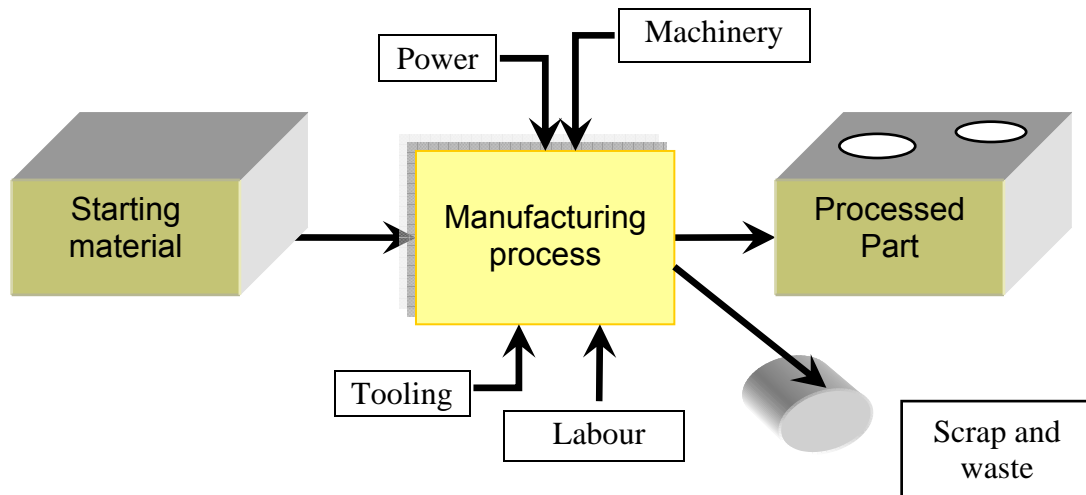 Machinery
Power
Starting
material
Manufacturing
process
Processed
Part
Tooling
Labour
Scrap and
waste